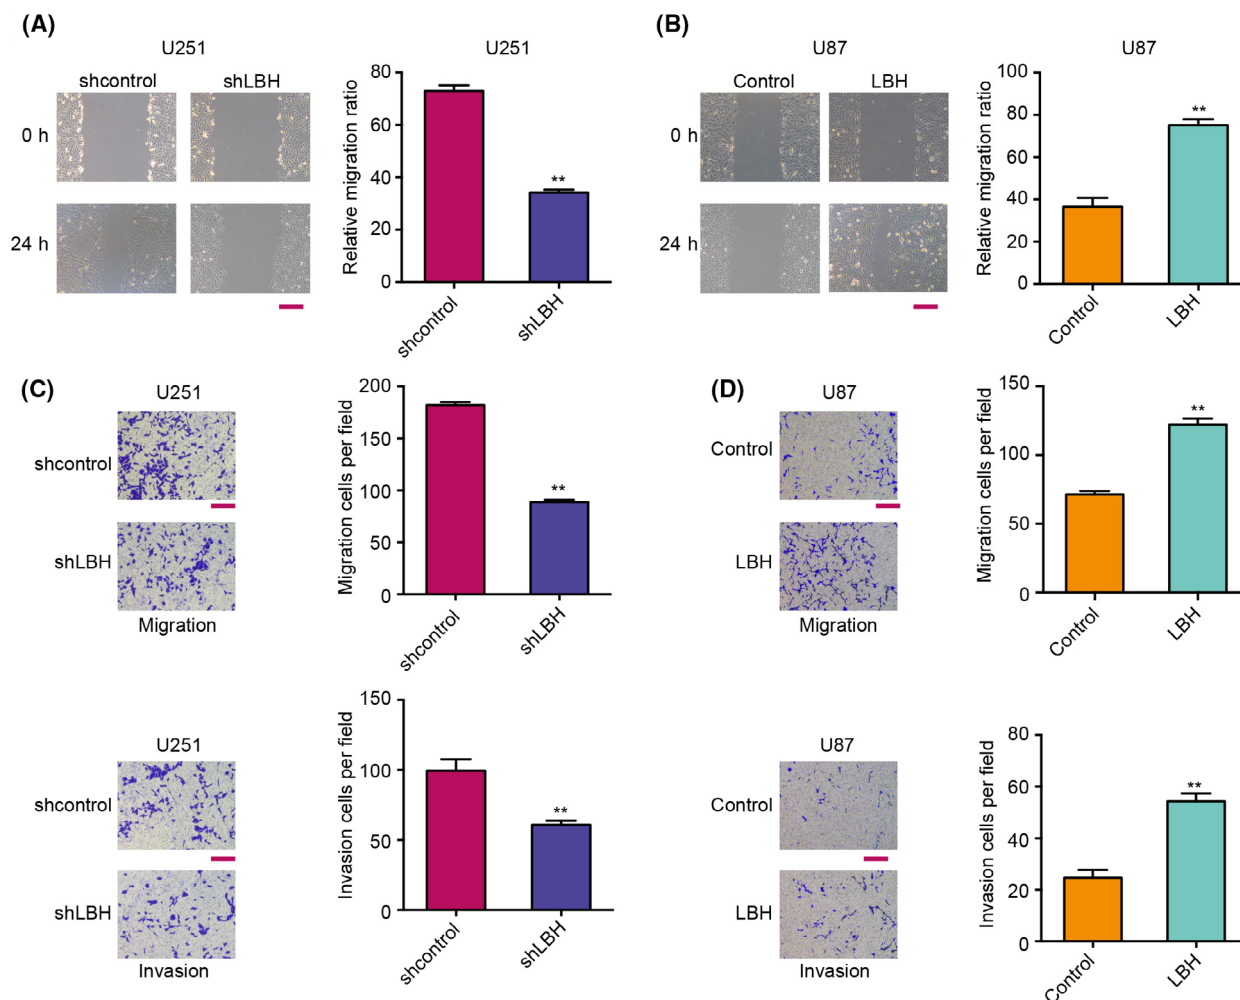 (A)
U251
shcontrol shLBH
0 h
24 h
U251
Relative migration ratio
80
60
40
20
0
shcontrol
shLBH
**
(B)
U87
Control LBH
0 h
24 h
U87
Relative migration ratio
100
80
60
40
20
0
Control
LBH
**
(C)
U251
shcontrol
shLBH
Migration
Migration cells per field
200
150
100
50
0
shcontrol
shLBH
**
U251
shcontrol
shLBH
Invasion
Invasion cells per field
150
100
50
0
shcontrol
shLBH
**
(D)
U87
Control
LBH
Migration
Migration cells per field
150
100
50
0
Control
LBH
**
U87
Control
LBH
Invasion
Invasion cells per field
80
60
40
20
0
Control
LBH
**